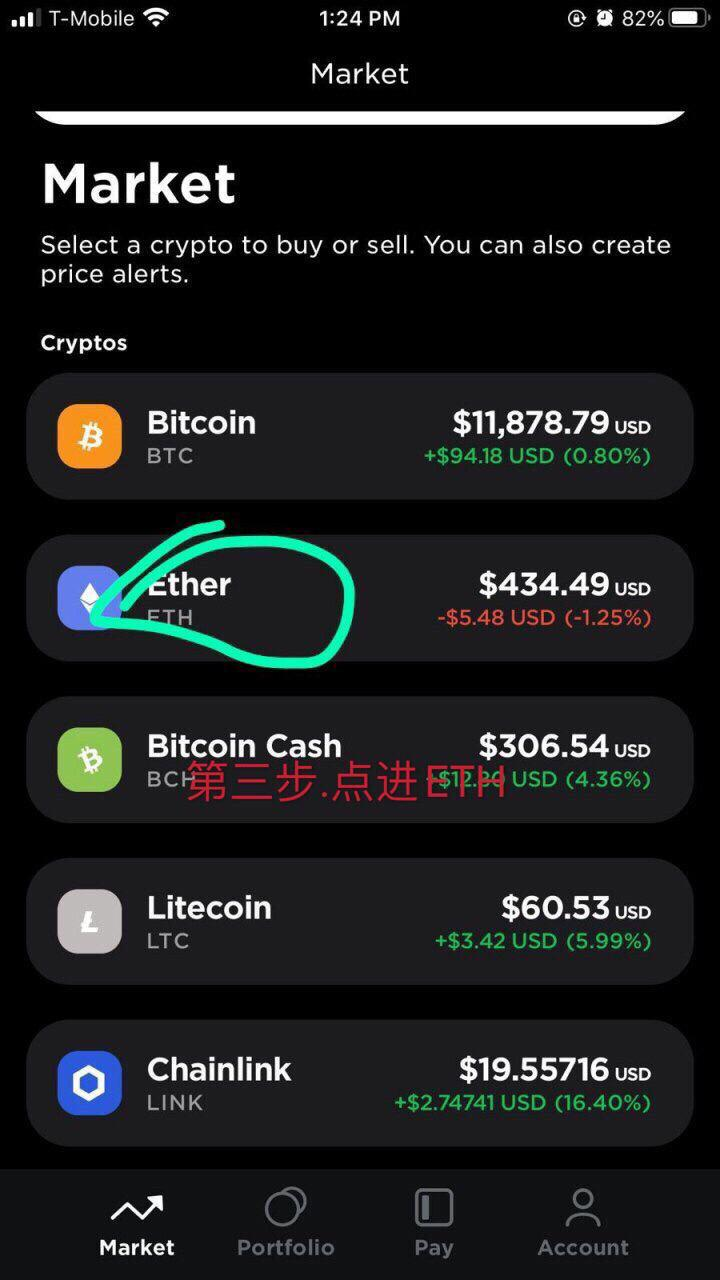 T-Mobile 1:24 PM 82%
Market
Market
Select a crypto to buy or sell. You can also create
price alerts.
Cryptos
Bitcoin $11,878.79 USD
BTC +$94.18 USD (0.80%)
Ether $434.49 USD
ETH -$5.48 USD (-1.25%)
Bitcoin Cash $306.54 USD
BCH +$12.80 USD (4.36%)
第三步.点进ETH
Litecoin $60.53 USD
LTC +$3.42 USD (5.99%)
Chainlink $19.55716 USD
LINK +$2.74741 USD (16.40%)
Market Portfolio Pay Account